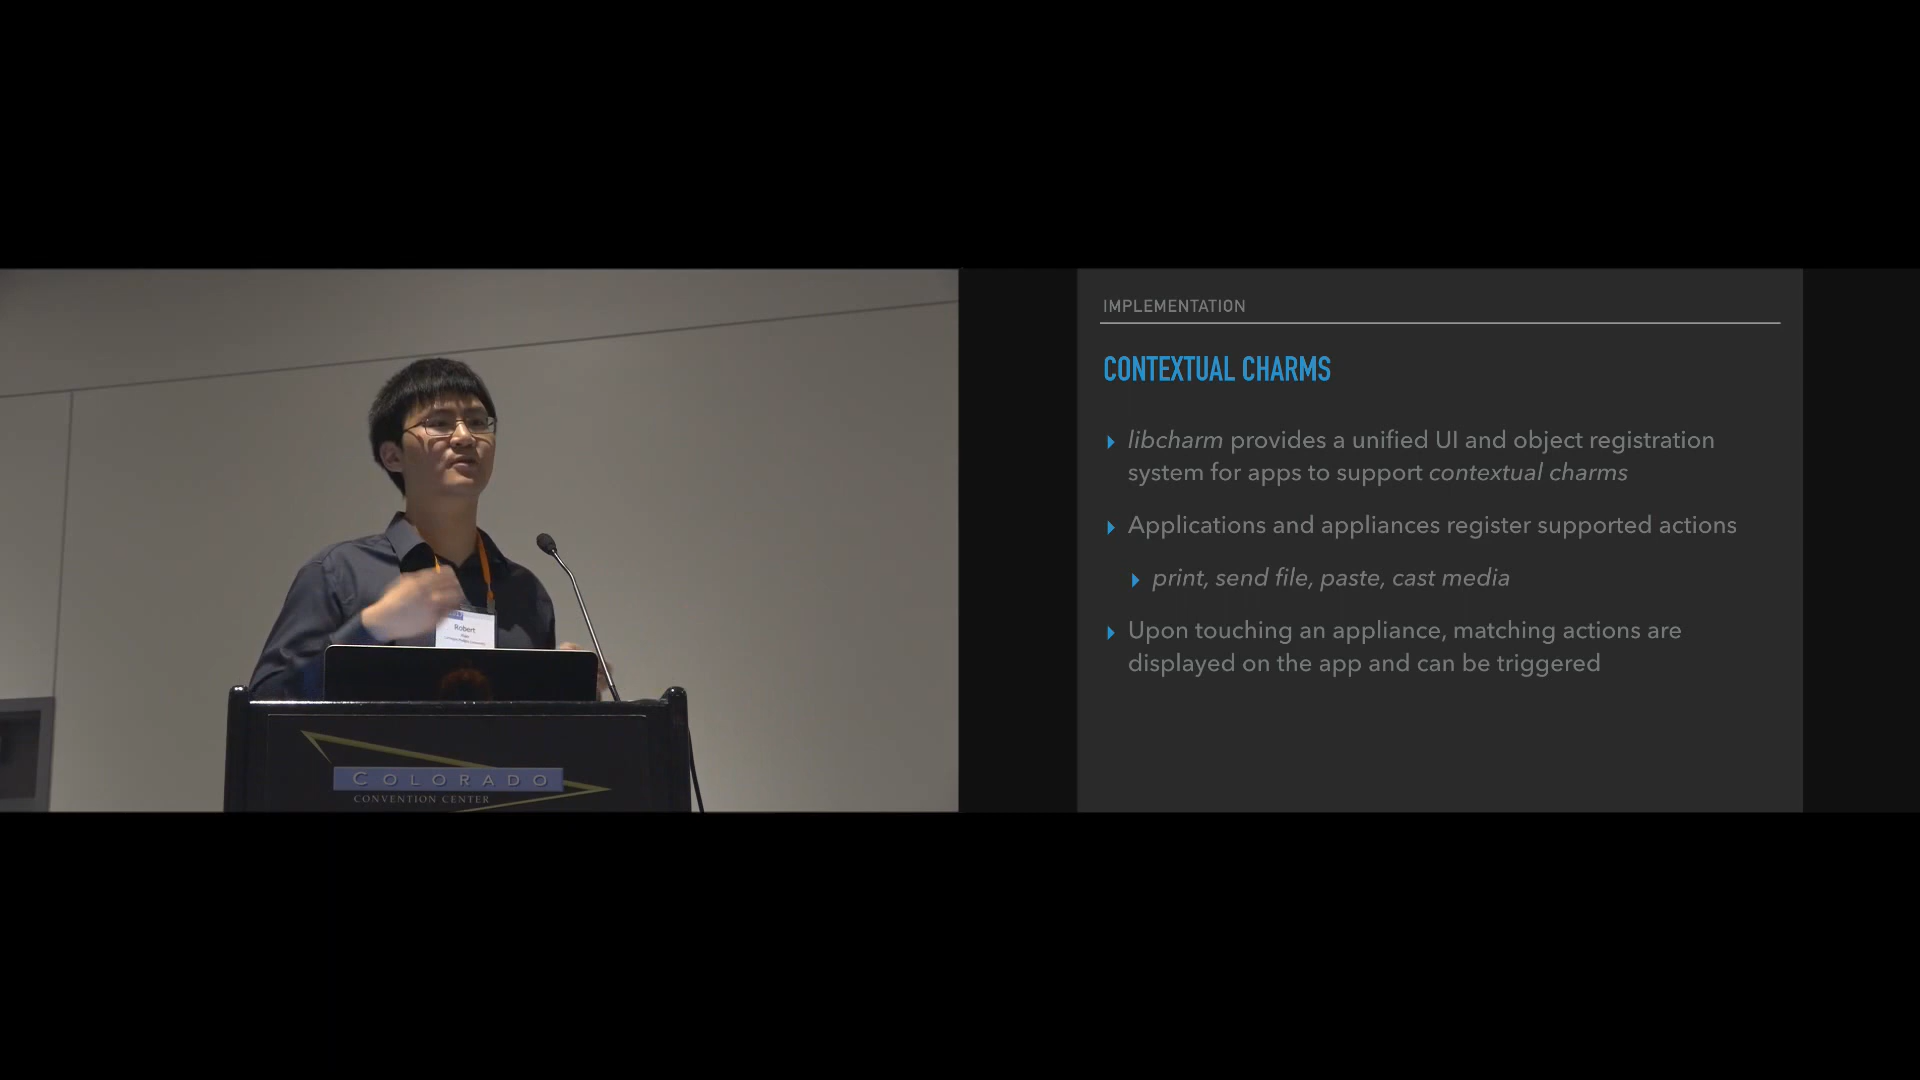 Robert
COLORADO
CONVENTION CENTER
IMPLEMENTATION
CONTEXTUAL CHARMS
libcharm provides a unified UI and object registration
system for apps to support contextual charms
Applications and appliances register supported actions
print, send file, paste, cast media
Upon touching an appliance, matching actions are
displayed on the app and can be triggered